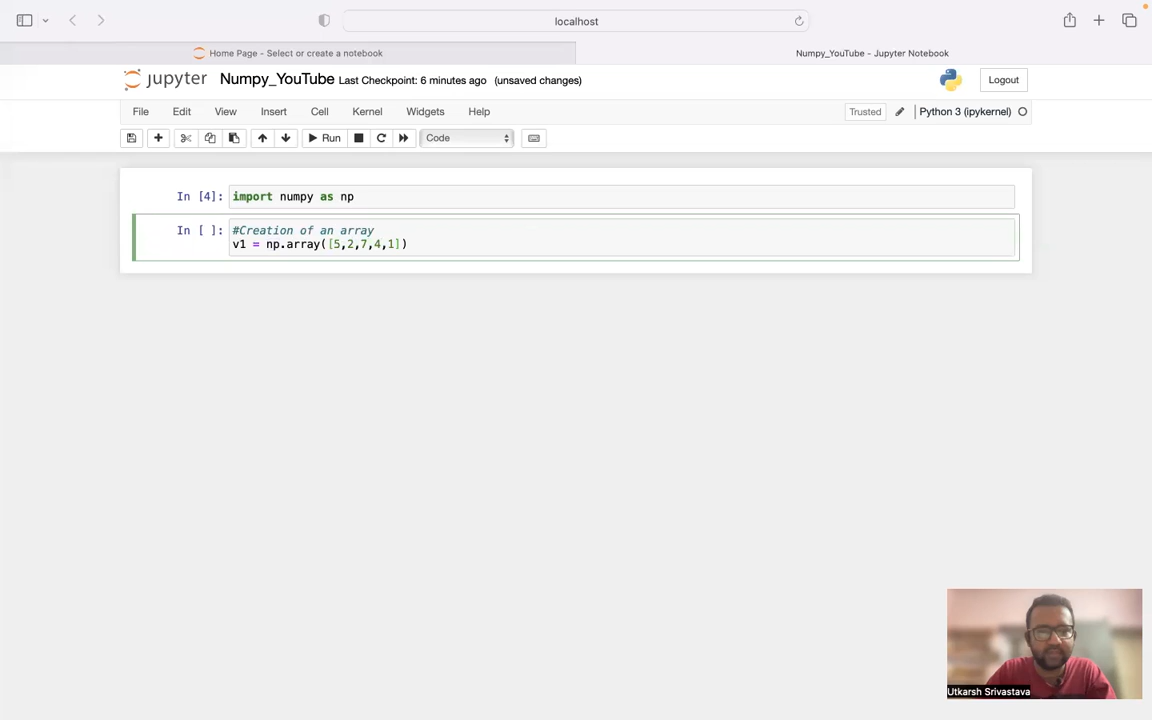 localhost
Home Page - Select or create a notebook
Numpy_YouTube - Jupyter Notebook
jupyter Numpy_YouTube Last Checkpoint: 6 minutes ago (unsaved changes)
Logout
File Edit View Insert Cell Kernel Widgets Help
Trusted Python 3 (ipykernel)
Run Code
In [4]: import numpy as np
In [ ]: #Creation of an array
v1 = np.array([5,2,7,4,1])
Utkarsh Srivastava